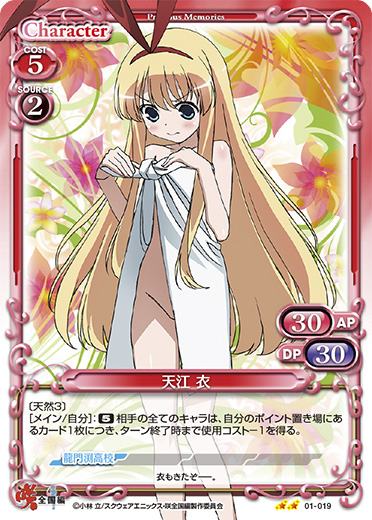 Precious Memories
Character
COST
5
SOURCE
2
30 AP
DP 30
天江 衣
[天然3]
[メイン/自分]:5相手の全てのキャラは、自分のポイント置き場にあ
るカード1枚につき、ターン終了時まで使用コスト−1を得る。
龍門渕高校
衣もきたぞー。
咲 全国編
©小林 立/スクウェアエニックス・咲全国編製作委員会
01-019